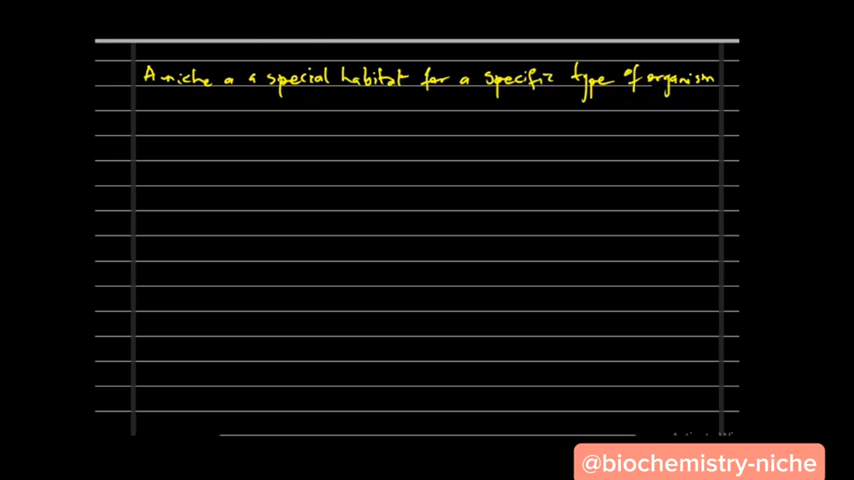 A niche a a special habitat for a specific type of organism
@biochemistry-niche